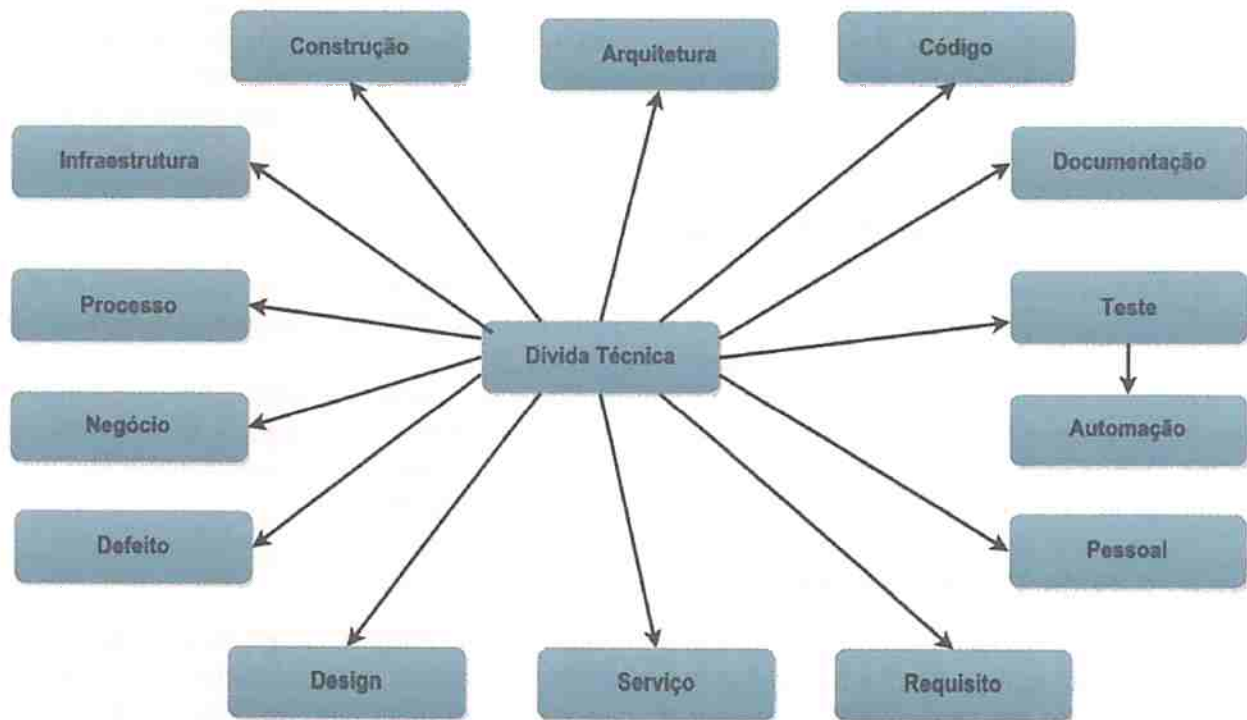 Construção
Arquitetura
Código
Infraestrutura
Documentação
Processo
Teste
Dívida Técnica
Negócio
Automação
Defeito
Pessoal
Design
Serviço
Requisito